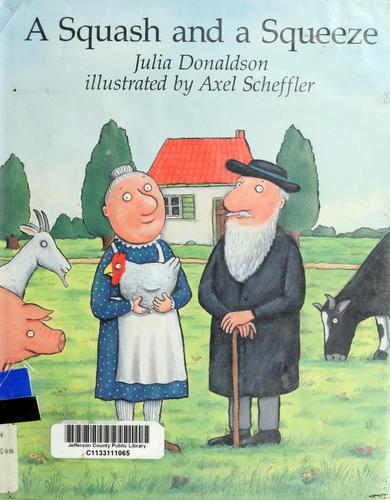 A Squash and a Squeeze
Julia Donaldson
illustrated by Axel Scheffler
Jefferson County Public Library
C1133111065